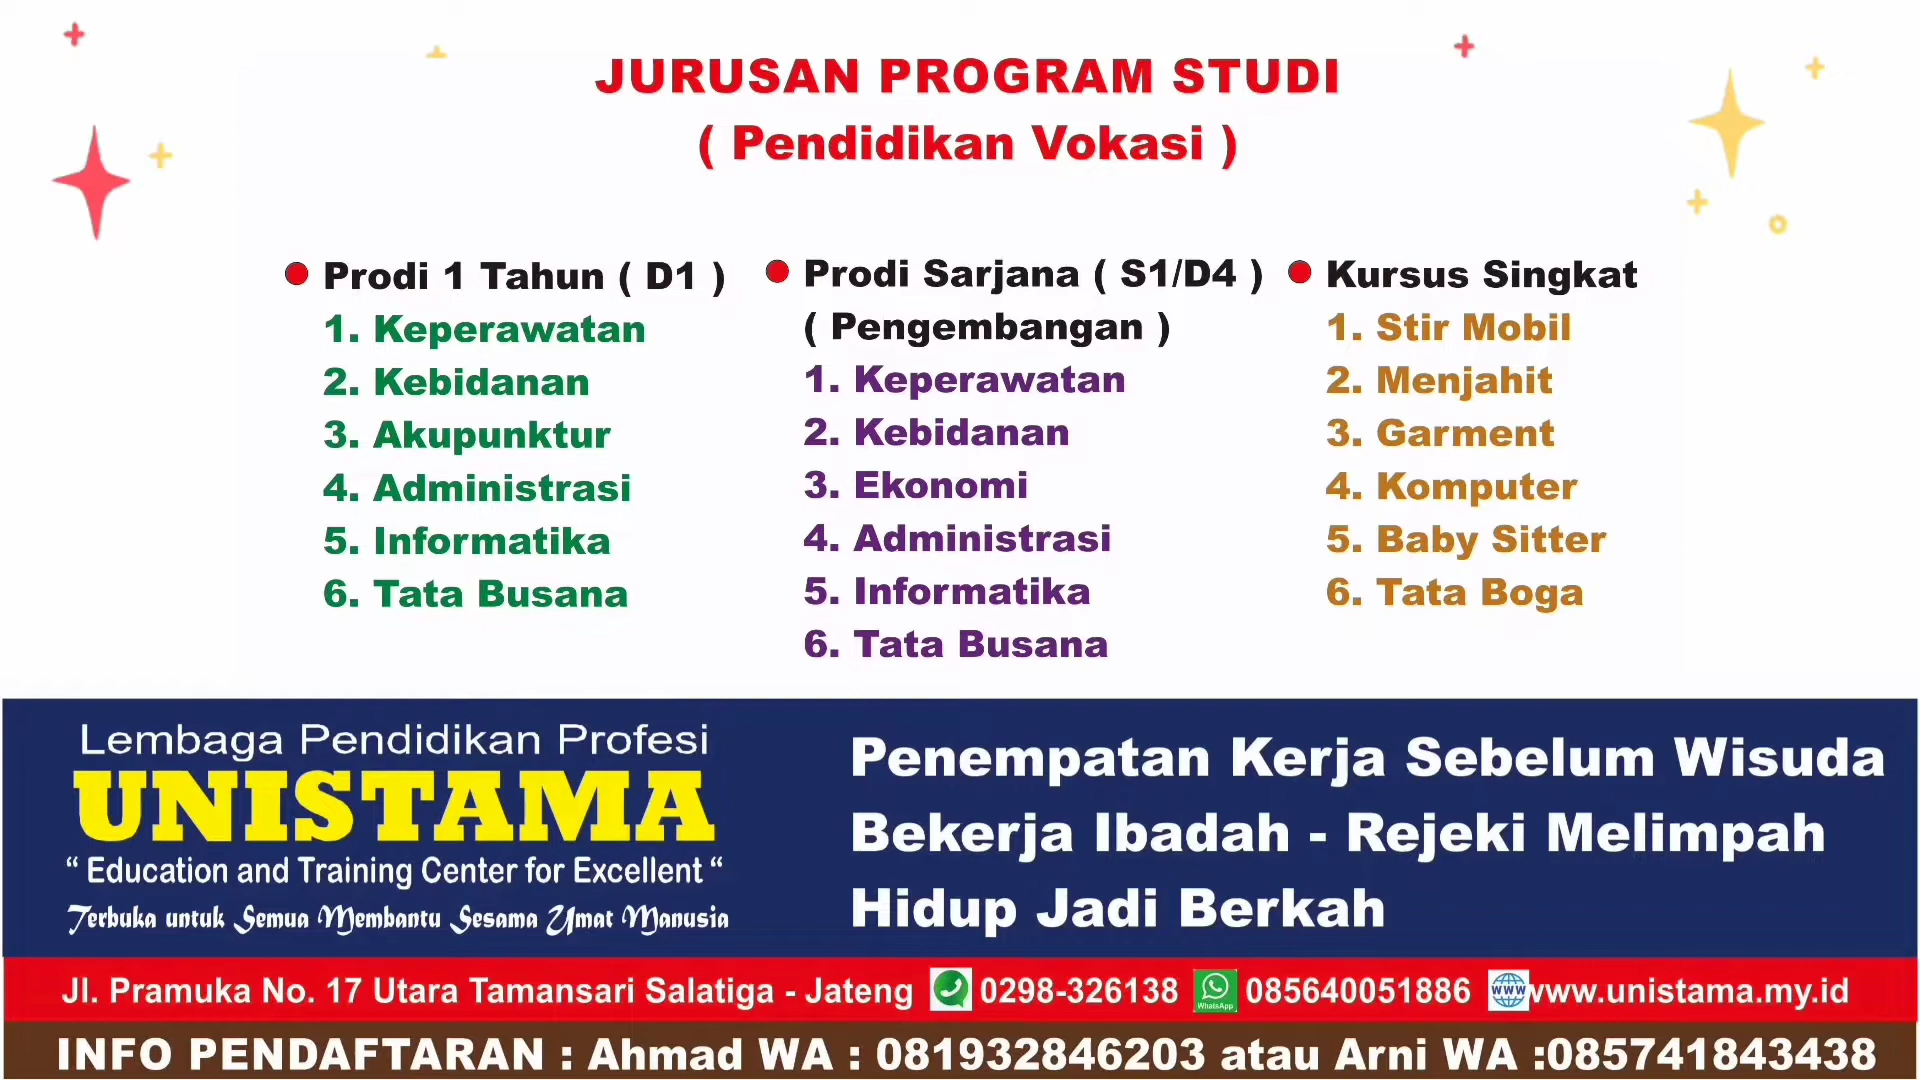 JURUSAN PROGRAM STUDI
( Pendidikan Vokasi )
Prodi 1 Tahun ( D1 )
1. Keperawatan
2. Kebidanan
3. Akupunktur
4. Administrasi
5. Informatika
6. Tata Busana
Prodi Sarjana ( S1/D4 )
( Pengembangan )
1. Keperawatan
2. Kebidanan
3. Ekonomi
4. Administrasi
5. Informatika
6. Tata Busana
Kursus Singkat
1. Stir Mobil
2. Menjahit
3. Garment
4. Komputer
5. Baby Sitter
6. Tata Boga
Lembaga Pendidikan Profesi
UNISTAMA
“ Education and Training Center for Excellent “
Terbuka untuk Semua Membantu Sesama Umat Manusia
Penempatan Kerja Sebelum Wisuda
Bekerja Ibadah - Rejeki Melimpah
Hidup Jadi Berkah
Jl. Pramuka No. 17 Utara Tamansari Salatiga - Jateng 0298-326138 WhatsApp 085640051886 WWW www.unistama.my.id
INFO PENDAFTARAN : Ahmad WA : 081932846203 atau Arni WA :085741843438